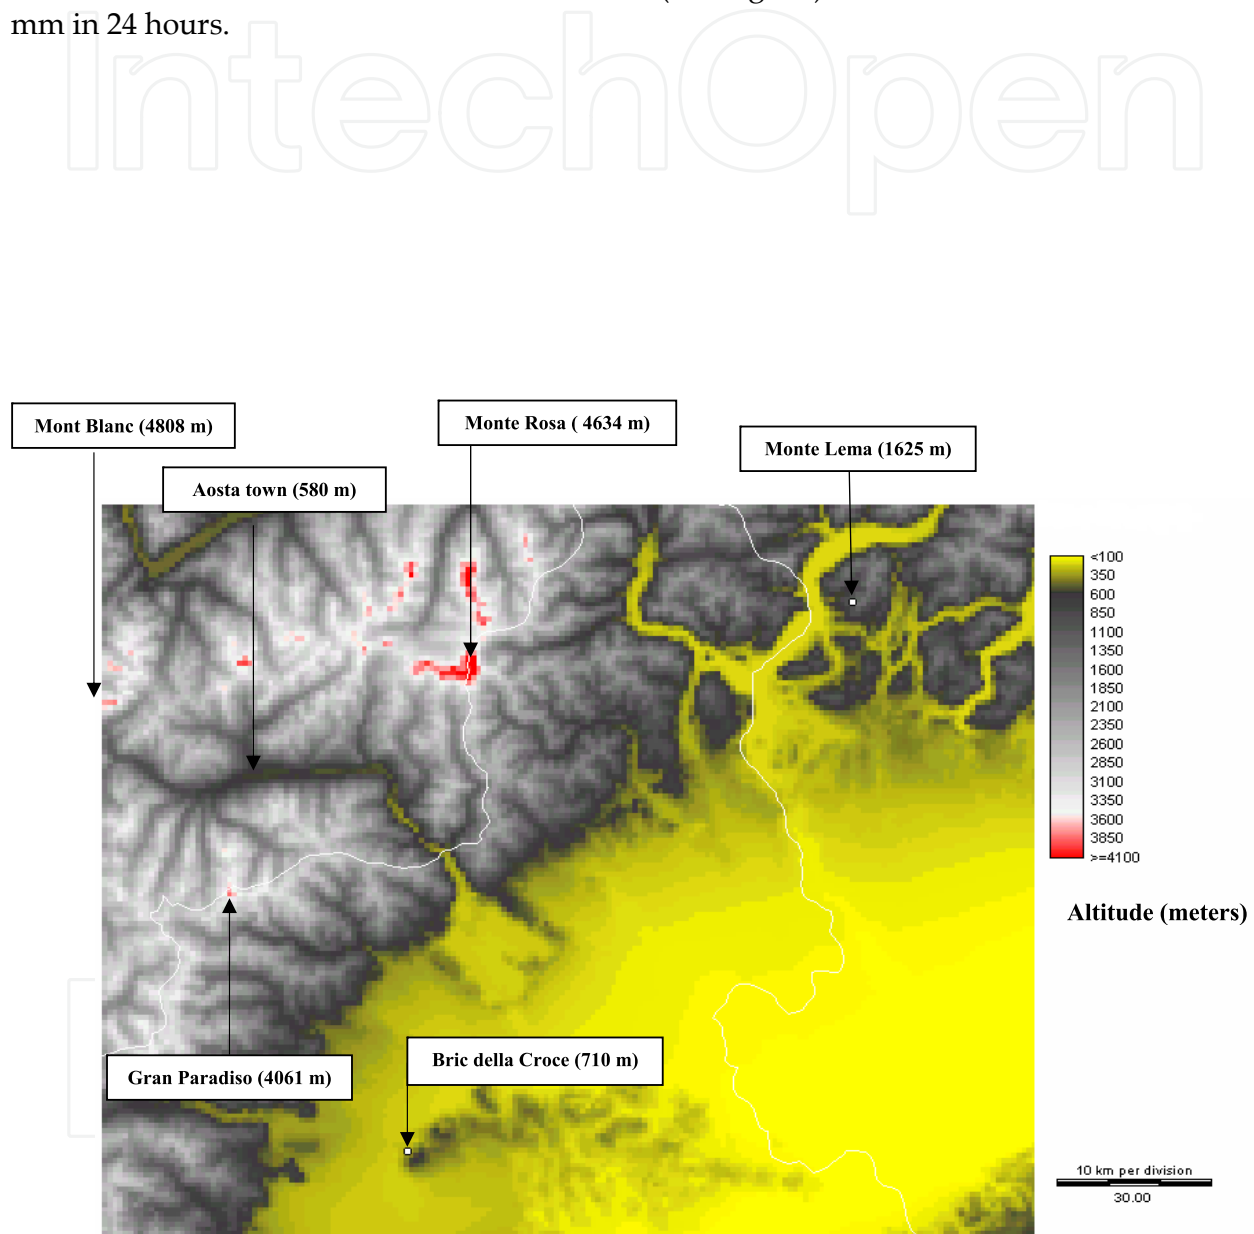 mm in 24 hours.
IntechOpen
Mont Blanc (4808 m)
Monte Rosa ( 4634 m)
Monte Lema (1625 m)
Aosta town (580 m)
<100
350
600
850
1100
1350
1600
1850
2100
2350
2600
2850
3100
3350
3600
3850
>=4100
Altitude (meters)
Bric della Croce (710 m)
Gran Paradiso (4061 m)
10 km per division
30.00